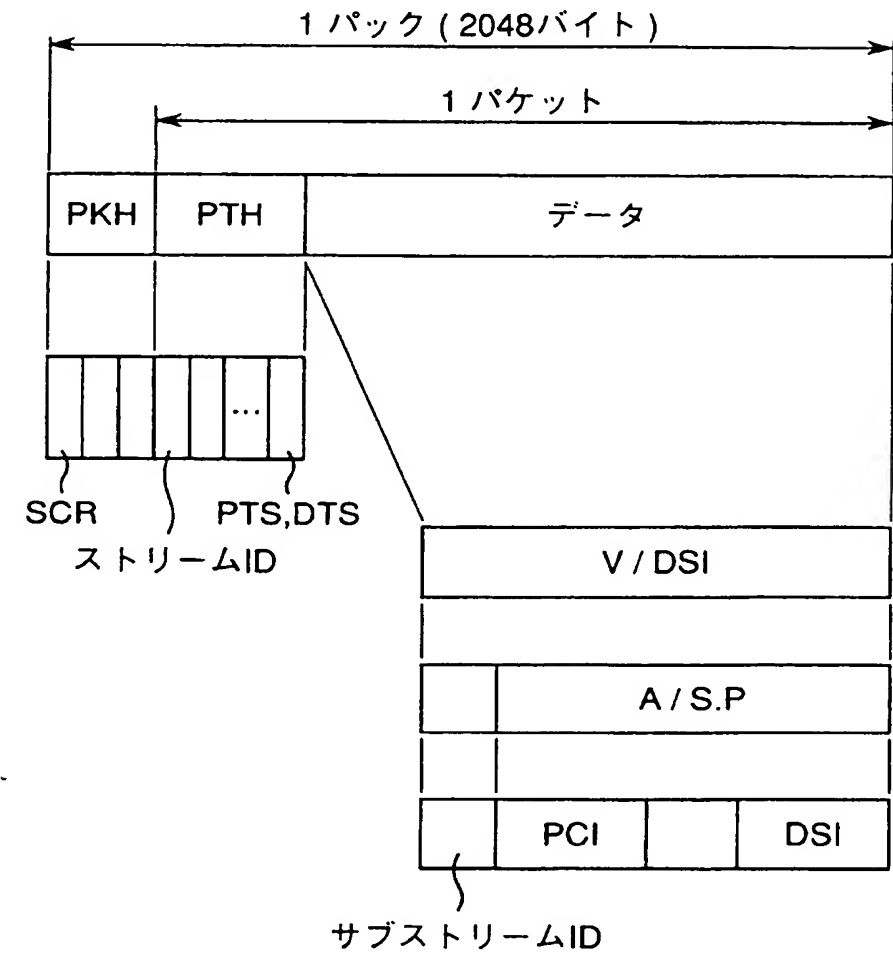 1 パック ( 2048バイト )
1 パケット
PKH PTH データ
...
SCR PTS,DTS
ストリームID
V / DSI
A / S.P
PCI DSI
サブストリームID